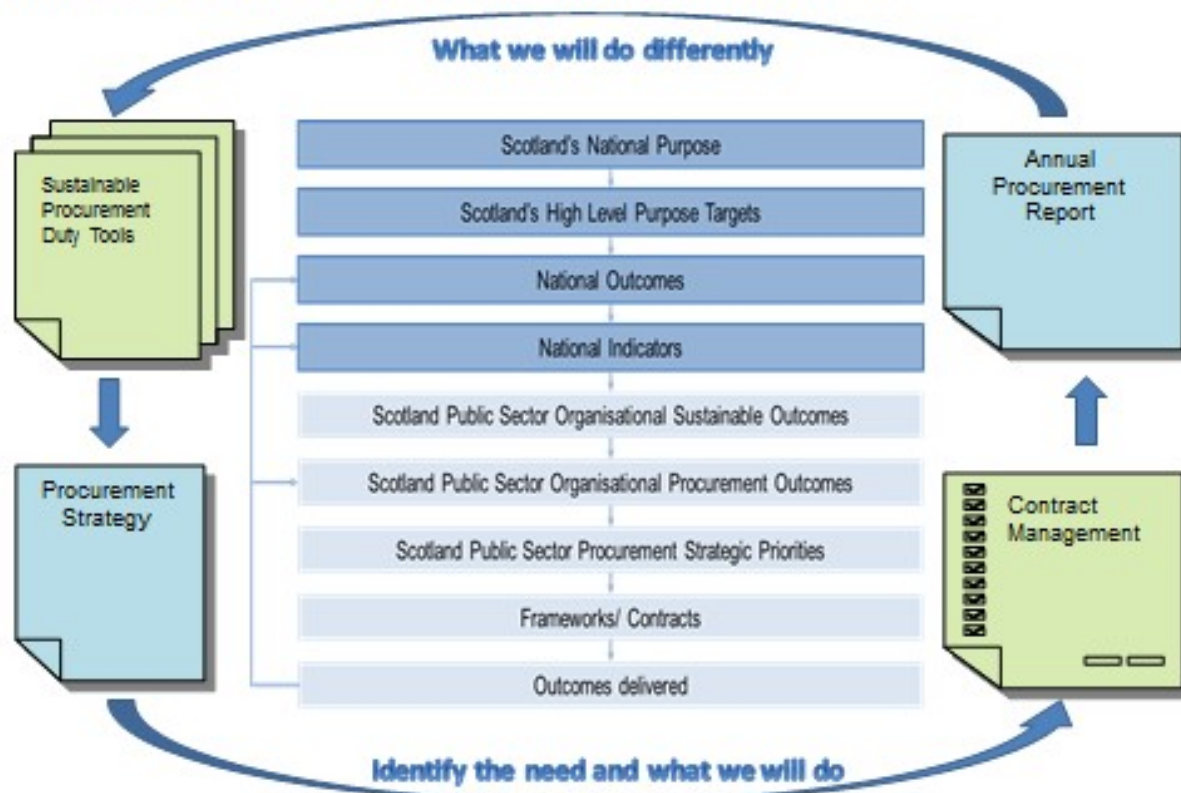 What we will do differently
Sustainable
Procurement
Duty Tools
Scotland's National Purpose
Scotland's High Level Purpose Targets
National Outcomes
National Indicators
Scotland Public Sector Organisational Sustainable Outcomes
Scotland Public Sector Organisational Procurement Outcomes
Scotland Public Sector Procurement Strategic Priorities
Frameworks/ Contracts
Outcomes delivered
Annual
Procurement
Report
Procurement
Strategy
Contract
Management
Identify the need and what we will do